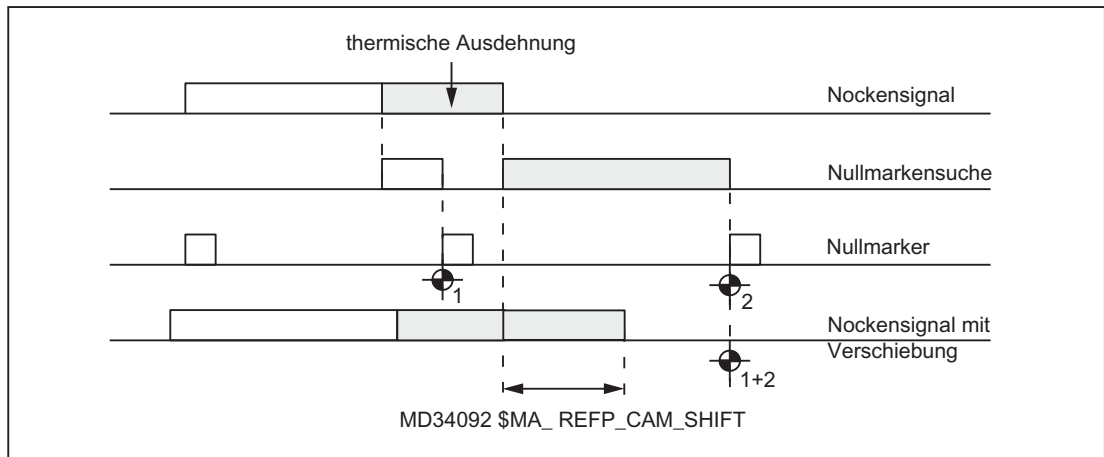 thermische Ausdehnung
Nockensignal
Nullmarkensuche
Nullmarker
1
2
Nockensignal mit
Verschiebung
1+2
MD34092 $MA_ REFP_CAM_SHIFT